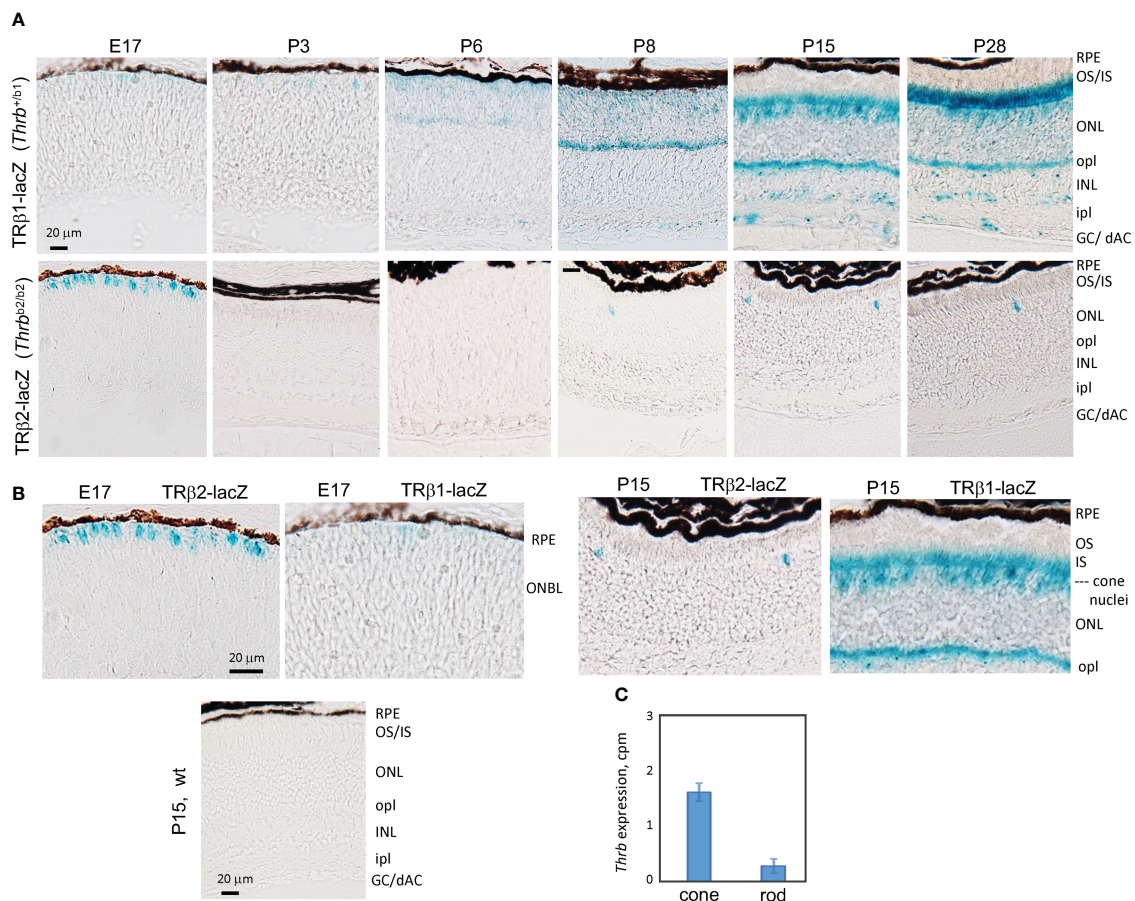 A
E17 P3 P6 P8 P15 P28
TRβ1-lacZ (Thrb+/b1)
20 µm
RPE
OS/IS
ONL
opl
INL
ipl
GC/ dAC
TRβ2-lacZ (Thrbb2/b2)
RPE
OS/IS
ONL
opl
INL
ipl
GC/dAC
B
E17 TRβ2-lacZ
20 µm
E17 TRβ1-lacZ
RPE
ONBL
P15 TRβ2-lacZ
P15 TRβ1-lacZ
RPE
OS
IS
--- cone
nuclei
ONL
opl
P15, wt
20 µm
RPE
OS/IS
ONL
opl
INL
ipl
GC/dAC
C
Thrb expression, cpm
3
2
1
0
cone rod